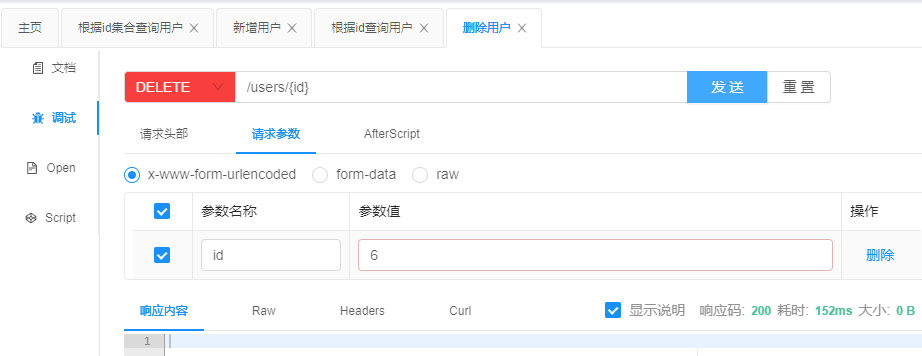 主页 根据id集合查询用户 新增用户 根据id查询用户 删除用户
文档
调试
Open
Script
DELETE /users/{id} 发 送 重 置
请求头部 请求参数 AfterScript
x-www-form-urlencoded form-data raw
参数名称 参数值 操作
id 6 删除
响应内容 Raw Headers Curl 显示说明 响应码: 200 耗时: 152ms 大小: 0 B
1